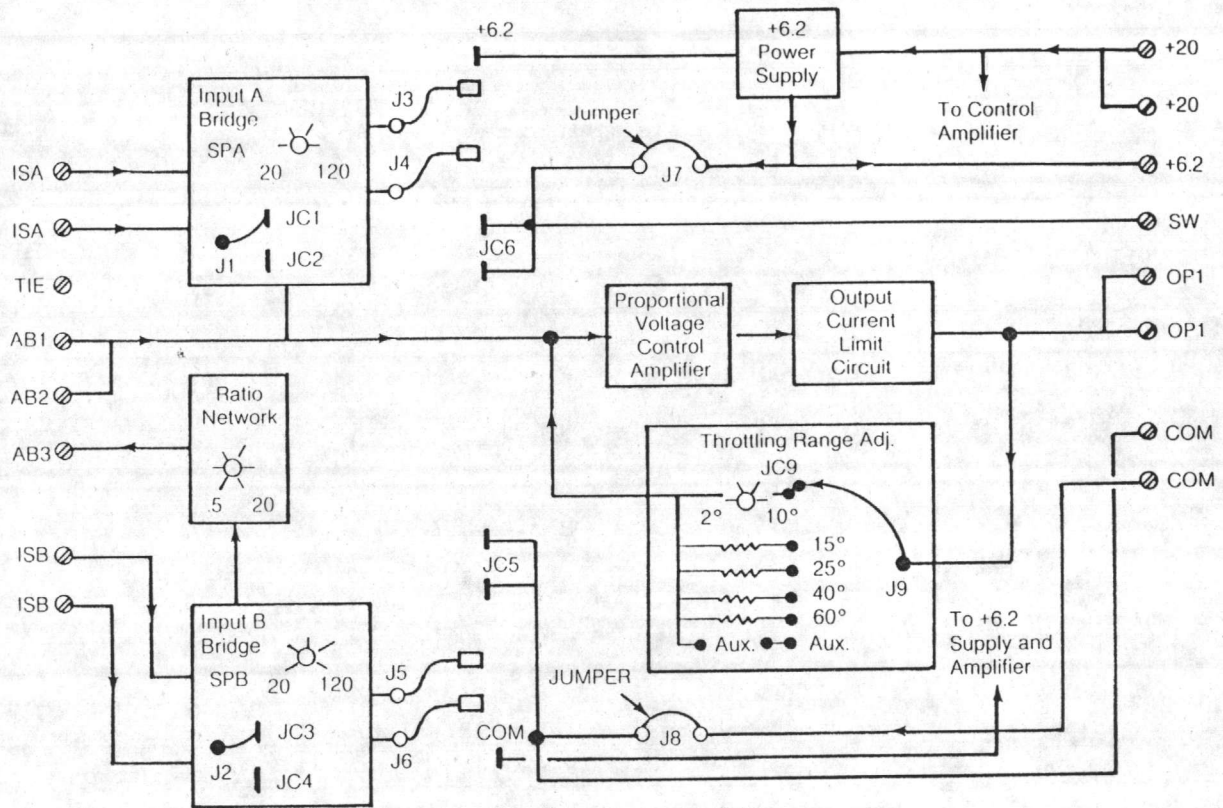 +6.2
+6.2
Power
Supply
+20
To Control
Amplifier
+20
Input A
Bridge
SPA
20 120
J3
J4
Jumper
J7
+6.2
ISA
ISA
J1
JC1
JC2
JC6
SW
TIE
OP1
AB1
Proportional
Voltage
Control
Amplifier
Output
Current
Limit
Circuit
OP1
AB2
Ratio
Network
5 20
AB3
Throttling Range Adj.
JC9
2° 10°
15°
25°
40°
60°
Aux. Aux.
J9
COM
COM
ISB
ISB
JC5
Input B
Bridge
SPB
20 120
J5
J6
J2
JC3
JC4
To +6.2
Supply and
Amplifier
JUMPER
J8
COM